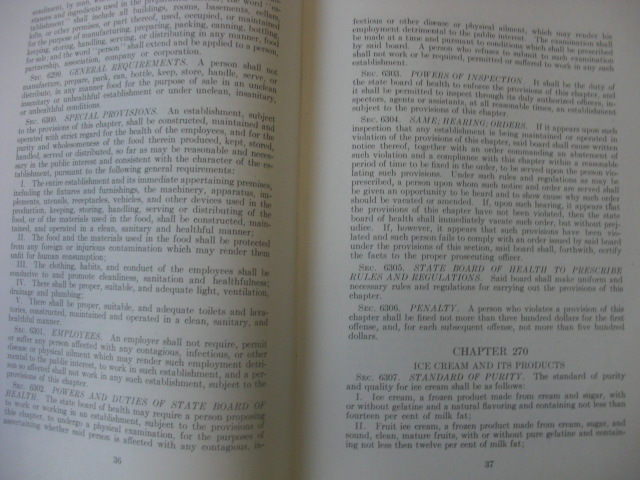 sistment, by
statutes and ingredients used in the preparation
establishment" shall include all buildings, rooms, basements, cellars,
lofts, or other premises, or part thereof, used, occupied, or maintained
for the purpose of manufacturing, preparing, packing, canning, bottling,
keeping, storing, handling, serving, or distributing in any manner, food
for sale; and the word "person" shall extend and be applied to a person,
partnership, association, company or corporation.
SEC. 6299. GENERAL REQUIREMENTS. A person shall not
manufacture, prepare, pack, can, bottle, keep, store, handle, serve, or
distribute, in any manner food for the purpose of sale in an unclean
insanitary or unhealthful establishment or under unclean, insanitary,
or unhealthful conditions
SEC. 6300. SPECIAL PROVISIONS. An establishment, subject
to the provisions of this chapter, shall be constructed, maintained and
operated with strict regard for the health of the employees, and for the
purity and wholesomeness of the food therein produced, kept, stored,
handled, served or distributed, so far as may be reasonable and neces-
sary in the public interest and consistent with the character of the es-
tablishment, pursuant to the following general requirements:
I. The entire establishment and its immediate appertaining premises,
including the fixtures and furnishings, the machinery, apparatus, im-
plements, utensils, receptacles, vehicles, and other devices used in the
production, keeping, storing, handling, serving or distributing of the
food, or of the materials used in the food, shall be constructed, main-
tained, and operated in a clean, sanitary and healthful manner;
II. The food and the materials used in the food shall be protected
from any foreign or injurious contamination which may render them
unfit for human consumption;
III. The clothing, habits, and conduct of the employees shall be
conducive to and promote cleanliness, sanitation and healthfulness;
IV. There shall be proper, suitable, and adequate light, ventilation,
drainage and plumbing.
V. There shall be proper, suitable, and adequate toilets and lava-
tories, constructed, maintained and operated in a clean, sanitary, and
healthful manner.
SEC. 6301. EMPLOYEES. An employer shall not require, permit
or suffer any person affected with any contagious, infectious, or other
disease or physical ailment which may render such employment detri-
mental to the public interest, to work in such establishment, and a per-
son so affected shall not work in any such establishment, subject to the
provisions of this chapter.
SEC. 6302. POWERS AND DUTIES OF STATE BOARD OF
HEALTH. The state board of health may require a person proposing
to work or working in an establishment, subject to the provisions of
this chapter, to undergo a physical examination, for the purposes of
ascertaining whether said person is affected with any contagious, in-
36
fectious or other disease or physical ailment, which may render his
employment detrimental to the public interest. The examination shall
be made at a time and pursuant to conditions which shall be prescribed
by said board. A person who refuses to submit to such examination
shall not work or be required, permitted or suffered to work in any such
establishment.
SEC. 6303. POWERS OF INSPECTION. It shall be the duty of
the state board of health to enforce the provisions of this chapter, and
it shall be permitted to inspect through its duly authorized officers, in-
spectors, agents or assistants, at all reasonable times, an establishment
subject to the provisions of this chapter.
SEC. 6304. SAME; HEARING; ORDERS. If it appears upon such
inspection that any establishment is being maintained or operated in
violation of the provisions of this chapter, said board shall cause written
notice thereof, together with an order commanding an abatement of
such violation and a compliance with this chapter within a reasonable
period of time to be fixed in the order, to be served upon the person vio-
lating such provisions. Under such rules and regulations as may be
prescribed, a person upon whom such notice and order are served shall
be given an opportunity to be heard and to show cause why such order
should be vacated or amended. If, upon such hearing, it appears that
the provisions of this chapter have not been violated, then the state
board of health shall immediately vacate such order, but without prej-
udice. If, however, it appears that such provisions have been vio-
lated and such person fails to comply with an order issued by said board
under the provisions of this section, said board shall, forthwith, certify
the facts to the proper prosecuting officer.
SEC. 6305. STATE BOARD OF HEALTH TO PRESCRIBE
RULES AND REGULATIONS. Said board shall make uniform and
necessary rules and regulations for carrying out the provisions of this
chapter.
SEC. 6306. PENALTY. A person who violates a provision of this
chapter shall be fined not more than three hundred dollars for the first
offense, and, for each subsequent offense, not more than five hundred
dollars.
CHAPTER 270
ICE CREAM AND ITS PRODUCTS
SEC. 6307. STANDARD OF PURITY. The standard of purity
and quality for ice cream shall be as follows:
I. Ice cream, a frozen product made from cream and sugar, with
or without gelatine and a natural flavoring and containing not less than
fourteen per cent of milk fat;
II. Fruit ice cream, a frozen product made from cream, sugar, and
sound, clean, mature fruits, with or without pure gelatine and contain-
ing not less then twelve per cent of milk fat;
37